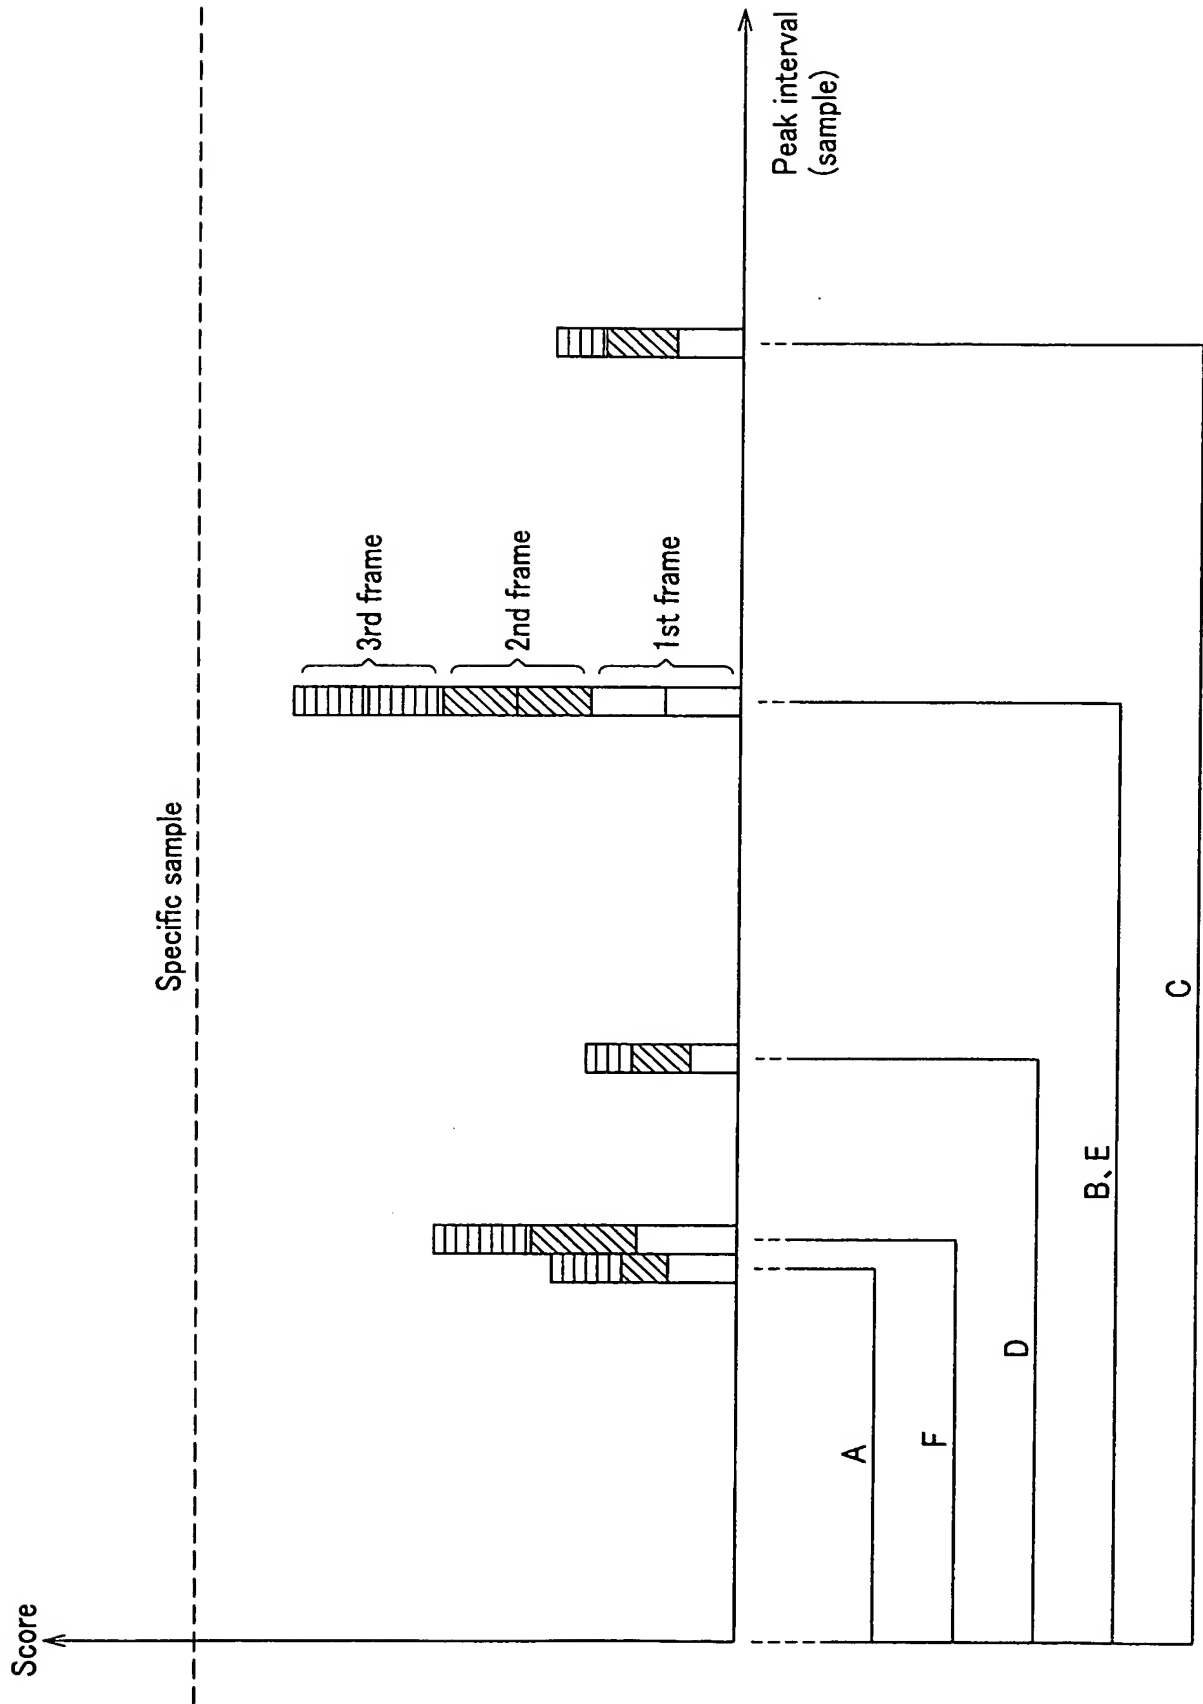 Score
Specific sample
3rd frame
2nd frame
1st frame
Peak interval
(sample)
A
F
D
B、E
C